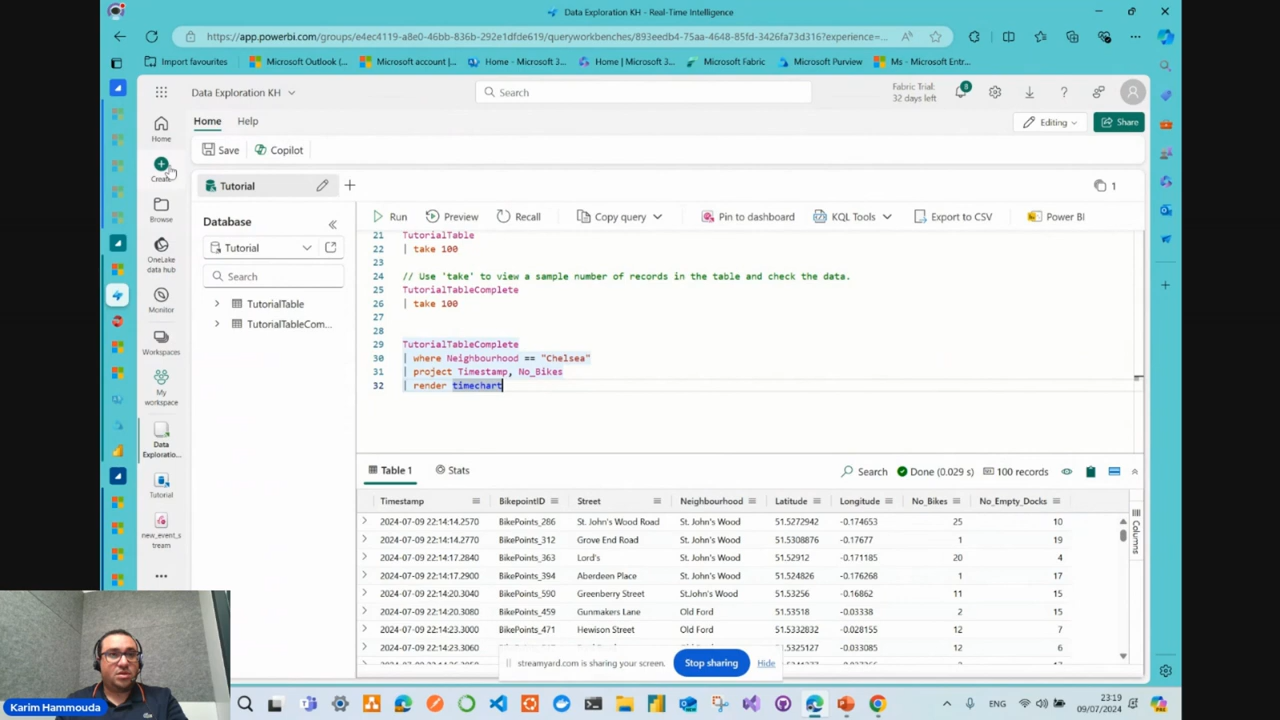 Data Exploration KH - Real-Time Intelligence
https://app.powerbi.com/groups/e4ec4119-a8e0-46bb-836b-292e1dfde619/queryworkbenches/893eedb4-75aa-4648-85fd-3426fa73d316?experience=...
Import favourites
Microsoft Outlook (...
Microsoft account |...
Home - Microsoft 3...
Home | Microsoft 3...
Microsoft Fabric
Microsoft Purview
Ms - Microsoft Entr...
Data Exploration KH
Search
Fabric Trial:
32 days left
8
Home
Help
Editing
Share
Save
Copilot
Home
Create
Browse
OneLake
data hub
Monitor
Workspaces
My
workspace
Data
Exploratio...
Tutorial
new_event_s
tream
Tutorial
1
Database
Tutorial
Search
TutorialTable
TutorialTableCom...
Run
Preview
Recall
Copy query
Pin to dashboard
KQL Tools
Export to CSV
Power BI
21 TutorialTable
22 | take 100
23
24 // Use 'take' to view a sample number of records in the table and check the data.
25 TutorialTableComplete
26 | take 100
27
28
29 TutorialTableComplete
30 | where Neighbourhood == "Chelsea"
31 | project Timestamp, No_Bikes
32 | render timechart
Table 1
Stats
Search
Done (0.029 s)
100 records
Timestamp BikepointID Street Neighbourhood Latitude Longitude No_Bikes No_Empty_Docks
2024-07-09 22:14:14.2570 BikePoints_286 St. John's Wood Road St. John's Wood 51.5272942 -0.174653 25 10
2024-07-09 22:14:14.2770 BikePoints_312 Grove End Road St. John's Wood 51.5308876 -0.17677 1 19
2024-07-09 22:14:17.2840 BikePoints_363 Lord's St. John's Wood 51.52912 -0.171185 20 4
2024-07-09 22:14:17.2900 BikePoints_394 Aberdeen Place St. John's Wood 51.524826 -0.176268 1 17
2024-07-09 22:14:20.3040 BikePoints_590 Greenberry Street StJohn's Wood 51.53256 -0.16862 11 15
2024-07-09 22:14:20.3080 BikePoints_459 Gunmakers Lane Old Ford 51.53518 -0.03338 2 15
2024-07-09 22:14:23.3000 BikePoints_471 Hewison Street Old Ford 51.5332832 -0.028155 12 7
Old Ford -0.033085 12 6
Columns
streamyard.com is sharing your screen.
Stop sharing
Hide
Karim Hammouda
ENG
23:19
09/07/2024